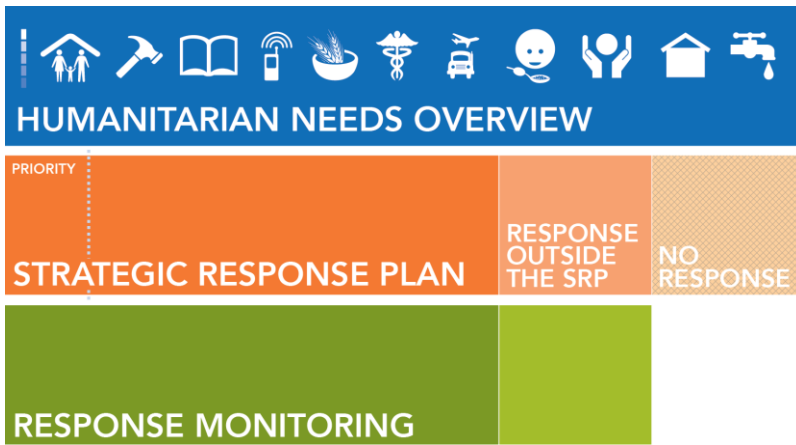 HUMANITARIAN NEEDS OVERVIEW
PRIORITY
STRATEGIC RESPONSE PLAN
RESPONSE
OUTSIDE
THE SRP
NO
RESPONSE
RESPONSE MONITORING